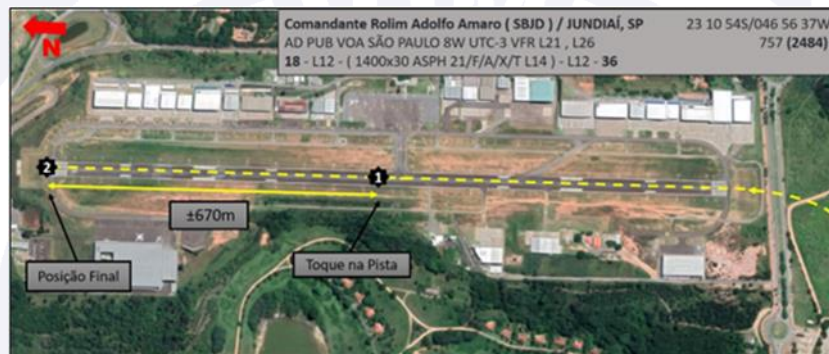 Comandante Rolim Adolfo Amaro ( SBJD ) / JUNDIAÍ, SP 23 10 54S/046 56 37W
AD PUB VOA SÃO PAULO 8W UTC-3 VFR L21 , L26 757 (2484)
18 - L12 - ( 1400x30 ASPH 21/F/A/X/T L14 ) - L12 - 36
N
2
1
±670m
Posição Final
Toque na Pista